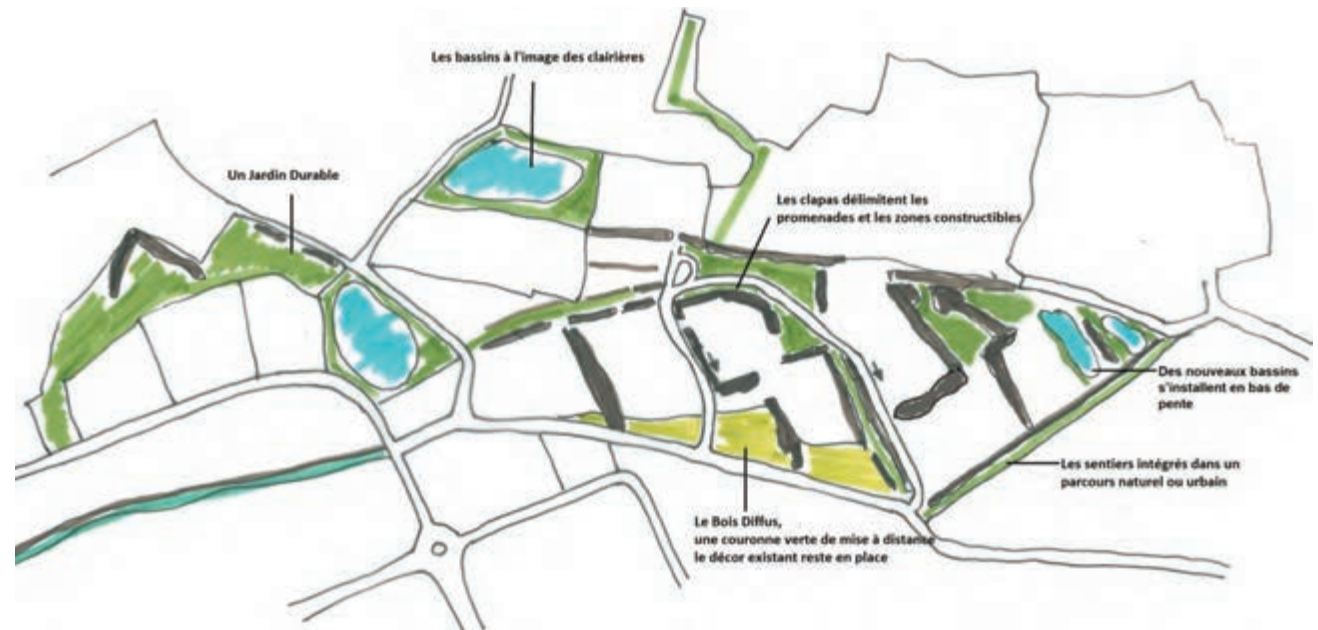 Les bassins à l'image des clairières
Un Jardin Durable
Les clapas délimitent les
promenades et les zones constructibles
Des nouveaux bassins
s'installent en bas de
pente
Les sentiers intégrés dans un
parcours naturel ou urbain
Le Bois Diffus,
une couronne verte de mise à distance
le décor existant reste en place